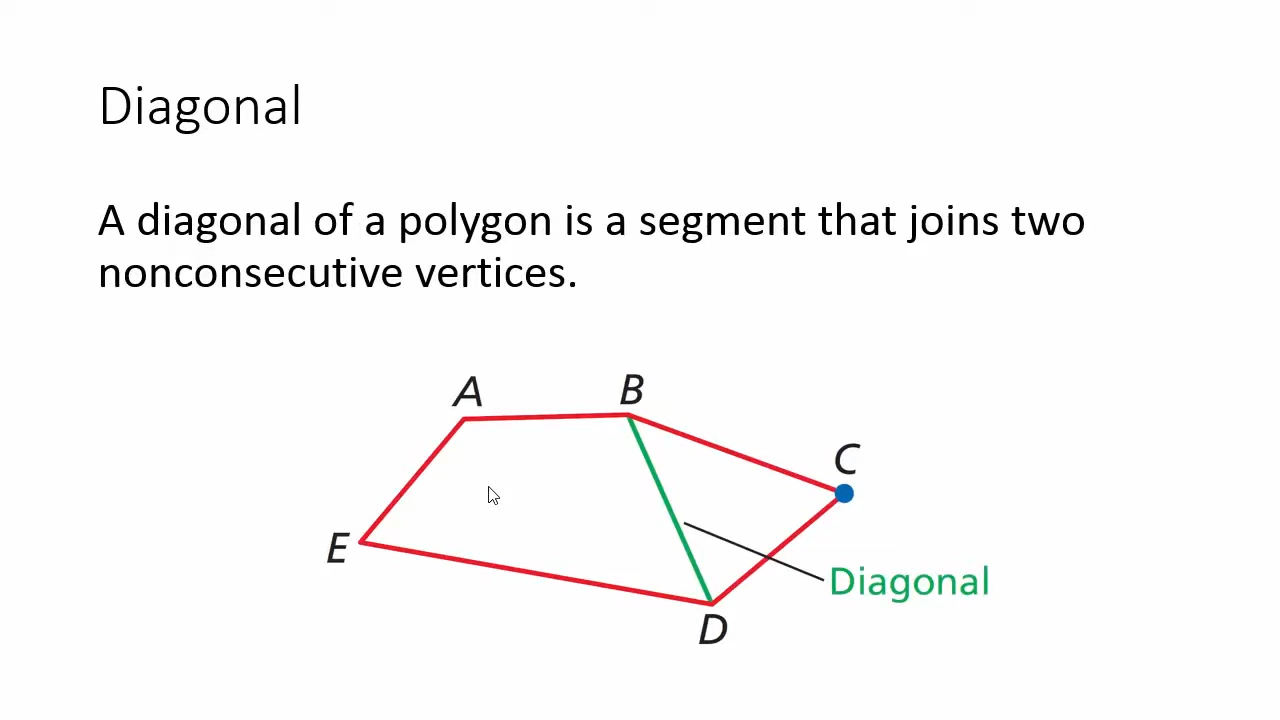 Diagonal
A diagonal of a polygon is a segment that joins two
nonconsecutive vertices.
A
B
C
E
Diagonal
D